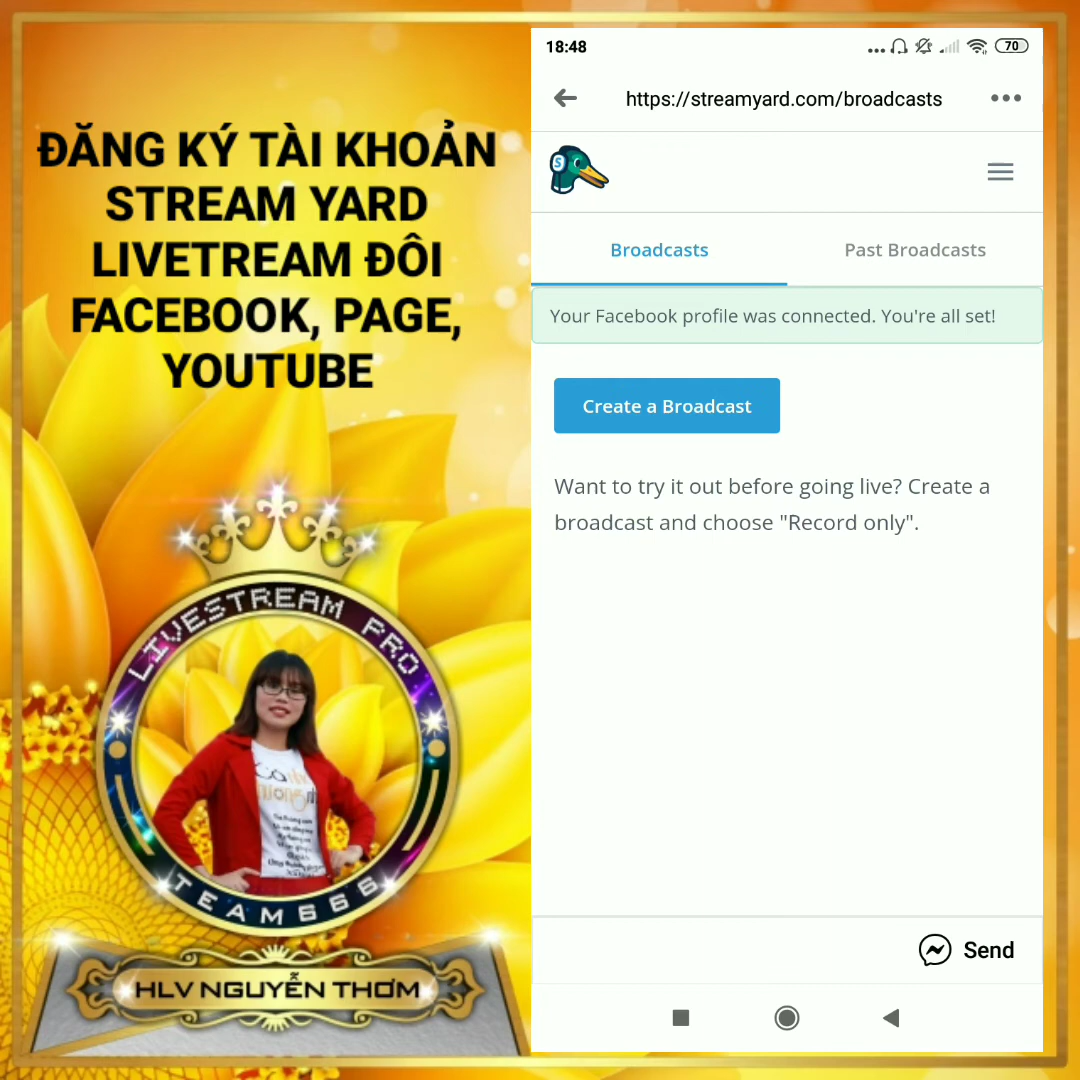 ĐĂNG KÝ TÀI KHOẢN
STREAM YARD
LIVETREAM ĐÔI
FACEBOOK, PAGE,
YOUTUBE
LIVESTREAM PRO
TEAM666
HLV NGUYỄN THƠM
18:48
70
https://streamyard.com/broadcasts
S
Broadcasts
Past Broadcasts
Your Facebook profile was connected. You're all set!
Create a Broadcast
Want to try it out before going live? Create a
broadcast and choose "Record only".
Send